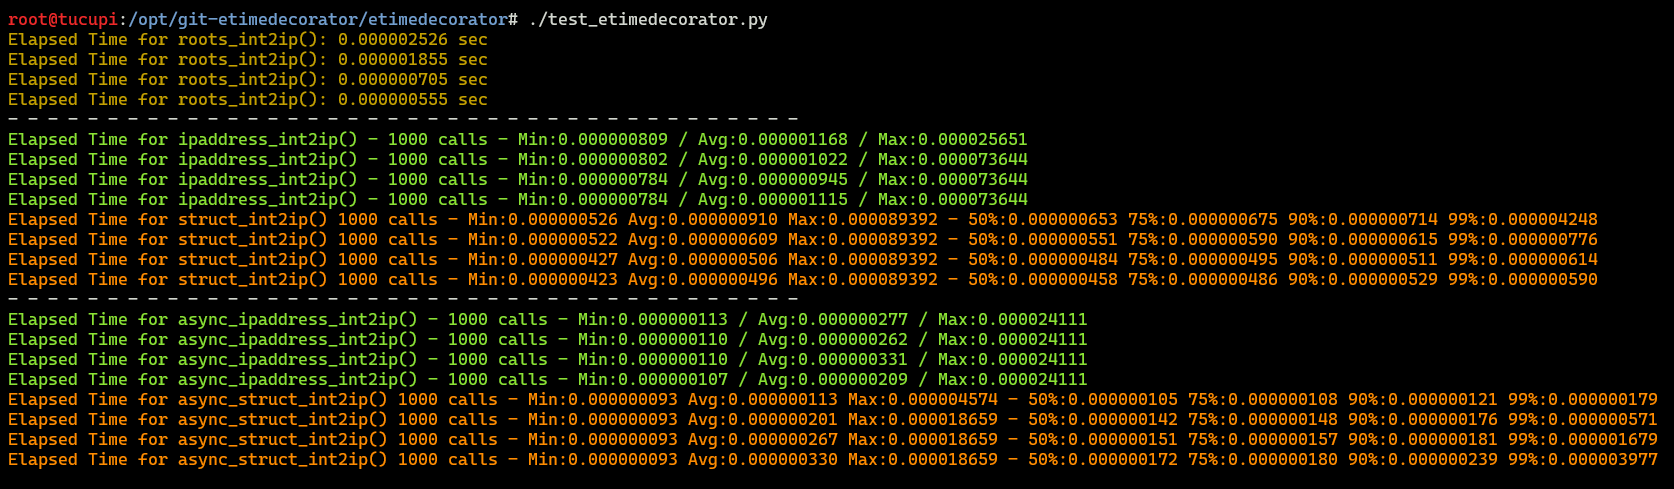 root@tucupi:/opt/git-etimedecorator/etimedecorator# ./test_etimedecorator.py
Elapsed Time for roots_int2ip(): 0.000002526 sec
Elapsed Time for roots_int2ip(): 0.000001855 sec
Elapsed Time for roots_int2ip(): 0.000000705 sec
Elapsed Time for roots_int2ip(): 0.000000555 sec
- - - - - - - - - - - - - - - - - - - - - - - - - - - - - - - - - - - - - - - -
Elapsed Time for ipaddress_int2ip() - 1000 calls - Min:0.000000809 / Avg:0.000001168 / Max:0.000025651
Elapsed Time for ipaddress_int2ip() - 1000 calls - Min:0.000000802 / Avg:0.000001022 / Max:0.000073644
Elapsed Time for ipaddress_int2ip() - 1000 calls - Min:0.000000784 / Avg:0.000000945 / Max:0.000073644
Elapsed Time for ipaddress_int2ip() - 1000 calls - Min:0.000000784 / Avg:0.000001115 / Max:0.000073644
Elapsed Time for struct_int2ip() 1000 calls - Min:0.000000526 Avg:0.000000910 Max:0.000089392 - 50%:0.000000653 75%:0.000000675 90%:0.000000714 99%:0.000004248
Elapsed Time for struct_int2ip() 1000 calls - Min:0.000000522 Avg:0.000000609 Max:0.000089392 - 50%:0.000000551 75%:0.000000590 90%:0.000000615 99%:0.000000776
Elapsed Time for struct_int2ip() 1000 calls - Min:0.000000427 Avg:0.000000506 Max:0.000089392 - 50%:0.000000484 75%:0.000000495 90%:0.000000511 99%:0.000000614
Elapsed Time for struct_int2ip() 1000 calls - Min:0.000000423 Avg:0.000000496 Max:0.000089392 - 50%:0.000000458 75%:0.000000486 90%:0.000000529 99%:0.000000590
- - - - - - - - - - - - - - - - - - - - - - - - - - - - - - - - - - - - - - - -
Elapsed Time for async_ipaddress_int2ip() - 1000 calls - Min:0.000000113 / Avg:0.000000277 / Max:0.000024111
Elapsed Time for async_ipaddress_int2ip() - 1000 calls - Min:0.000000110 / Avg:0.000000262 / Max:0.000024111
Elapsed Time for async_ipaddress_int2ip() - 1000 calls - Min:0.000000110 / Avg:0.000000331 / Max:0.000024111
Elapsed Time for async_ipaddress_int2ip() - 1000 calls - Min:0.000000107 / Avg:0.000000209 / Max:0.000024111
Elapsed Time for async_struct_int2ip() 1000 calls - Min:0.000000093 Avg:0.000000113 Max:0.000004574 - 50%:0.000000105 75%:0.000000108 90%:0.000000121 99%:0.000000179
Elapsed Time for async_struct_int2ip() 1000 calls - Min:0.000000093 Avg:0.000000201 Max:0.000018659 - 50%:0.000000142 75%:0.000000148 90%:0.000000176 99%:0.000000571
Elapsed Time for async_struct_int2ip() 1000 calls - Min:0.000000093 Avg:0.000000267 Max:0.000018659 - 50%:0.000000151 75%:0.000000157 90%:0.000000181 99%:0.000001679
Elapsed Time for async_struct_int2ip() 1000 calls - Min:0.000000093 Avg:0.000000330 Max:0.000018659 - 50%:0.000000172 75%:0.000000180 90%:0.000000239 99%:0.000003977